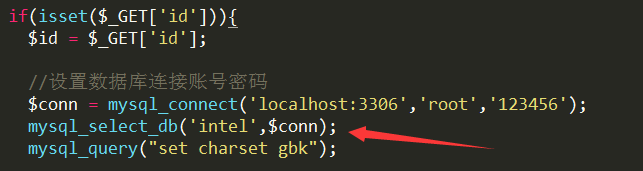 if(isset($_GET['id'])){
$id = $_GET['id'];
//设置数据库连接账号密码
$conn = mysql_connect('localhost:3306','root','123456');
mysql_select_db('intel',$conn);
mysql_query("set charset gbk");